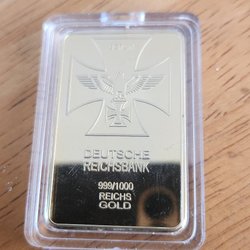 DEUTSCHE
REICHSBANK
999/1000
REICHS
GOLD